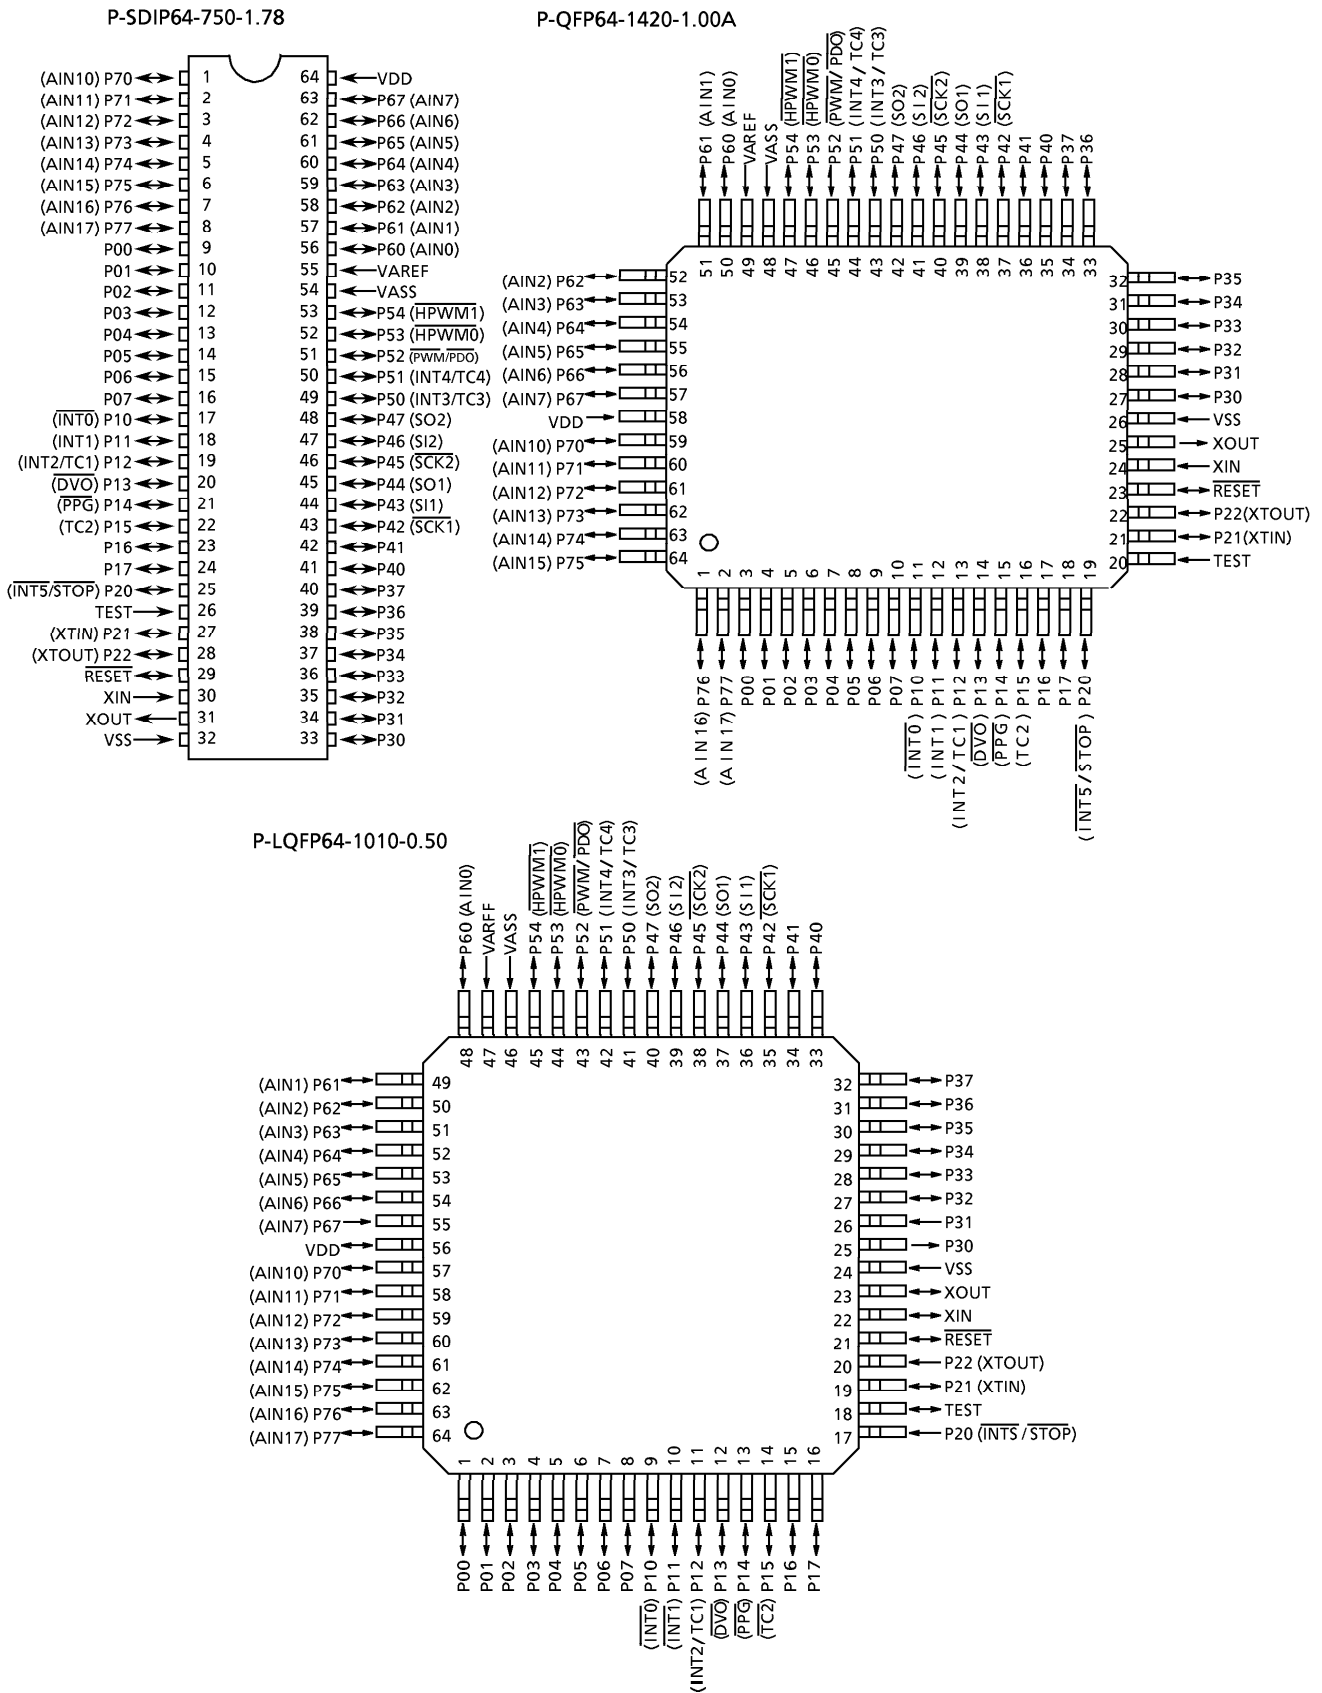 P-SDIP64-750-1.78
(AIN10) P70 1 64 VDD
(AIN11) P71 2 63 P67 (AIN7)
(AIN12) P72 3 62 P66 (AIN6)
(AIN13) P73 4 61 P65 (AIN5)
(AIN14) P74 5 60 P64 (AIN4)
(AIN15) P75 6 59 P63 (AIN3)
(AIN16) P76 7 58 P62 (AIN2)
(AIN17) P77 8 57 P61 (AIN1)
P00 9 56 P60 (AIN0)
P01 10 55 VAREF
P02 11 54 VASS
P03 12 53 P54 (HPWM1)
P04 13 52 P53 (HPWM0)
P05 14 51 P52 (PWM/PDO)
P06 15 50 P51 (INT4/TC4)
P07 16 49 P50 (INT3/TC3)
(INT0) P10 17 48 P47 (SO2)
(INT1) P11 18 47 P46 (SI2)
(INT2/TC1) P12 19 46 P45 (SCK2)
(DVO) P13 20 45 P44 (SO1)
(PPG) P14 21 44 P43 (SI1)
(TC2) P15 22 43 P42 (SCK1)
P16 23 42 P41
P17 24 41 P40
(INT5/STOP) P20 25 40 P37
TEST 26 39 P36
(XTIN) P21 27 38 P35
(XTOUT) P22 28 37 P34
RESET 29 36 P33
XIN 30 35 P32
XOUT 31 34 P31
VSS 32 33 P30
P-QFP64-1420-1.00A
P61 (AIN1) 51
P60 (AIN0) 50
VAREF 49
VASS 48
P54 (HPWM1) 47
P53 (HPWM0) 46
P52 (PWM/PDO) 45
P51 (INT4/TC4) 44
P50 (INT3/TC3) 43
P47 (SO2) 42
P46 (SI2) 41
P45 (SCK2) 40
P44 (SO1) 39
P43 (SI1) 38
P42 (SCK1) 37
P41 36
P40 35
P37 34
P36 33
(AIN2) P62 52
(AIN3) P63 53
(AIN4) P64 54
(AIN5) P65 55
(AIN6) P66 56
(AIN7) P67 57
VDD 58
(AIN10) P70 59
(AIN11) P71 60
(AIN12) P72 61
(AIN13) P73 62
(AIN14) P74 63
(AIN15) P75 64
32 P35
31 P34
30 P33
29 P32
28 P31
27 P30
26 VSS
25 XOUT
24 XIN
23 RESET
22 P22(XTOUT)
21 P21(XTIN)
20 TEST
1 (AIN16) P76
2 (AIN17) P77
3 P00
4 P01
5 P02
6 P03
7 P04
8 P05
9 P06
10 P07
11 (INT0) P10
12 (INT1) P11
13 (INT2/TC1) P12
14 (DVO) P13
15 (PPG) P14
16 (TC2) P15
17 P16
18 P17
19 (INT5/STOP) P20
P-LQFP64-1010-0.50
P60 (AIN0) 48
VARFF 47
VASS 46
P54 (HPWM1) 45
P53 (HPWM0) 44
P52 (PWM/PDO) 43
P51 (INT4/TC4) 42
P50 (INT3/TC3) 41
P47 (SO2) 40
P46 (SI2) 39
P45 (SCK2) 38
P44 (SO1) 37
P43 (SI1) 36
P42 (SCK1) 35
P41 34
P40 33
(AIN1) P61 49
(AIN2) P62 50
(AIN3) P63 51
(AIN4) P64 52
(AIN5) P65 53
(AIN6) P66 54
(AIN7) P67 55
VDD 56
(AIN10) P70 57
(AIN11) P71 58
(AIN12) P72 59
(AIN13) P73 60
(AIN14) P74 61
(AIN15) P75 62
(AIN16) P76 63
(AIN17) P77 64
32 P37
31 P36
30 P35
29 P34
28 P33
27 P32
26 P31
25 P30
24 VSS
23 XOUT
22 XIN
21 RESET
20 P22 (XTOUT)
19 P21 (XTIN)
18 TEST
17 P20 (INTS/STOP)
1 P00
2 P01
3 P02
4 P03
5 P04
6 P05
7 P06
8 P07
9 (INT0) P10
10 (INT1) P11
11 (INT2/TC1) P12
12 (DVO) P13
13 (PPG) P14
14 (TC2) P15
15 P16
16 P17